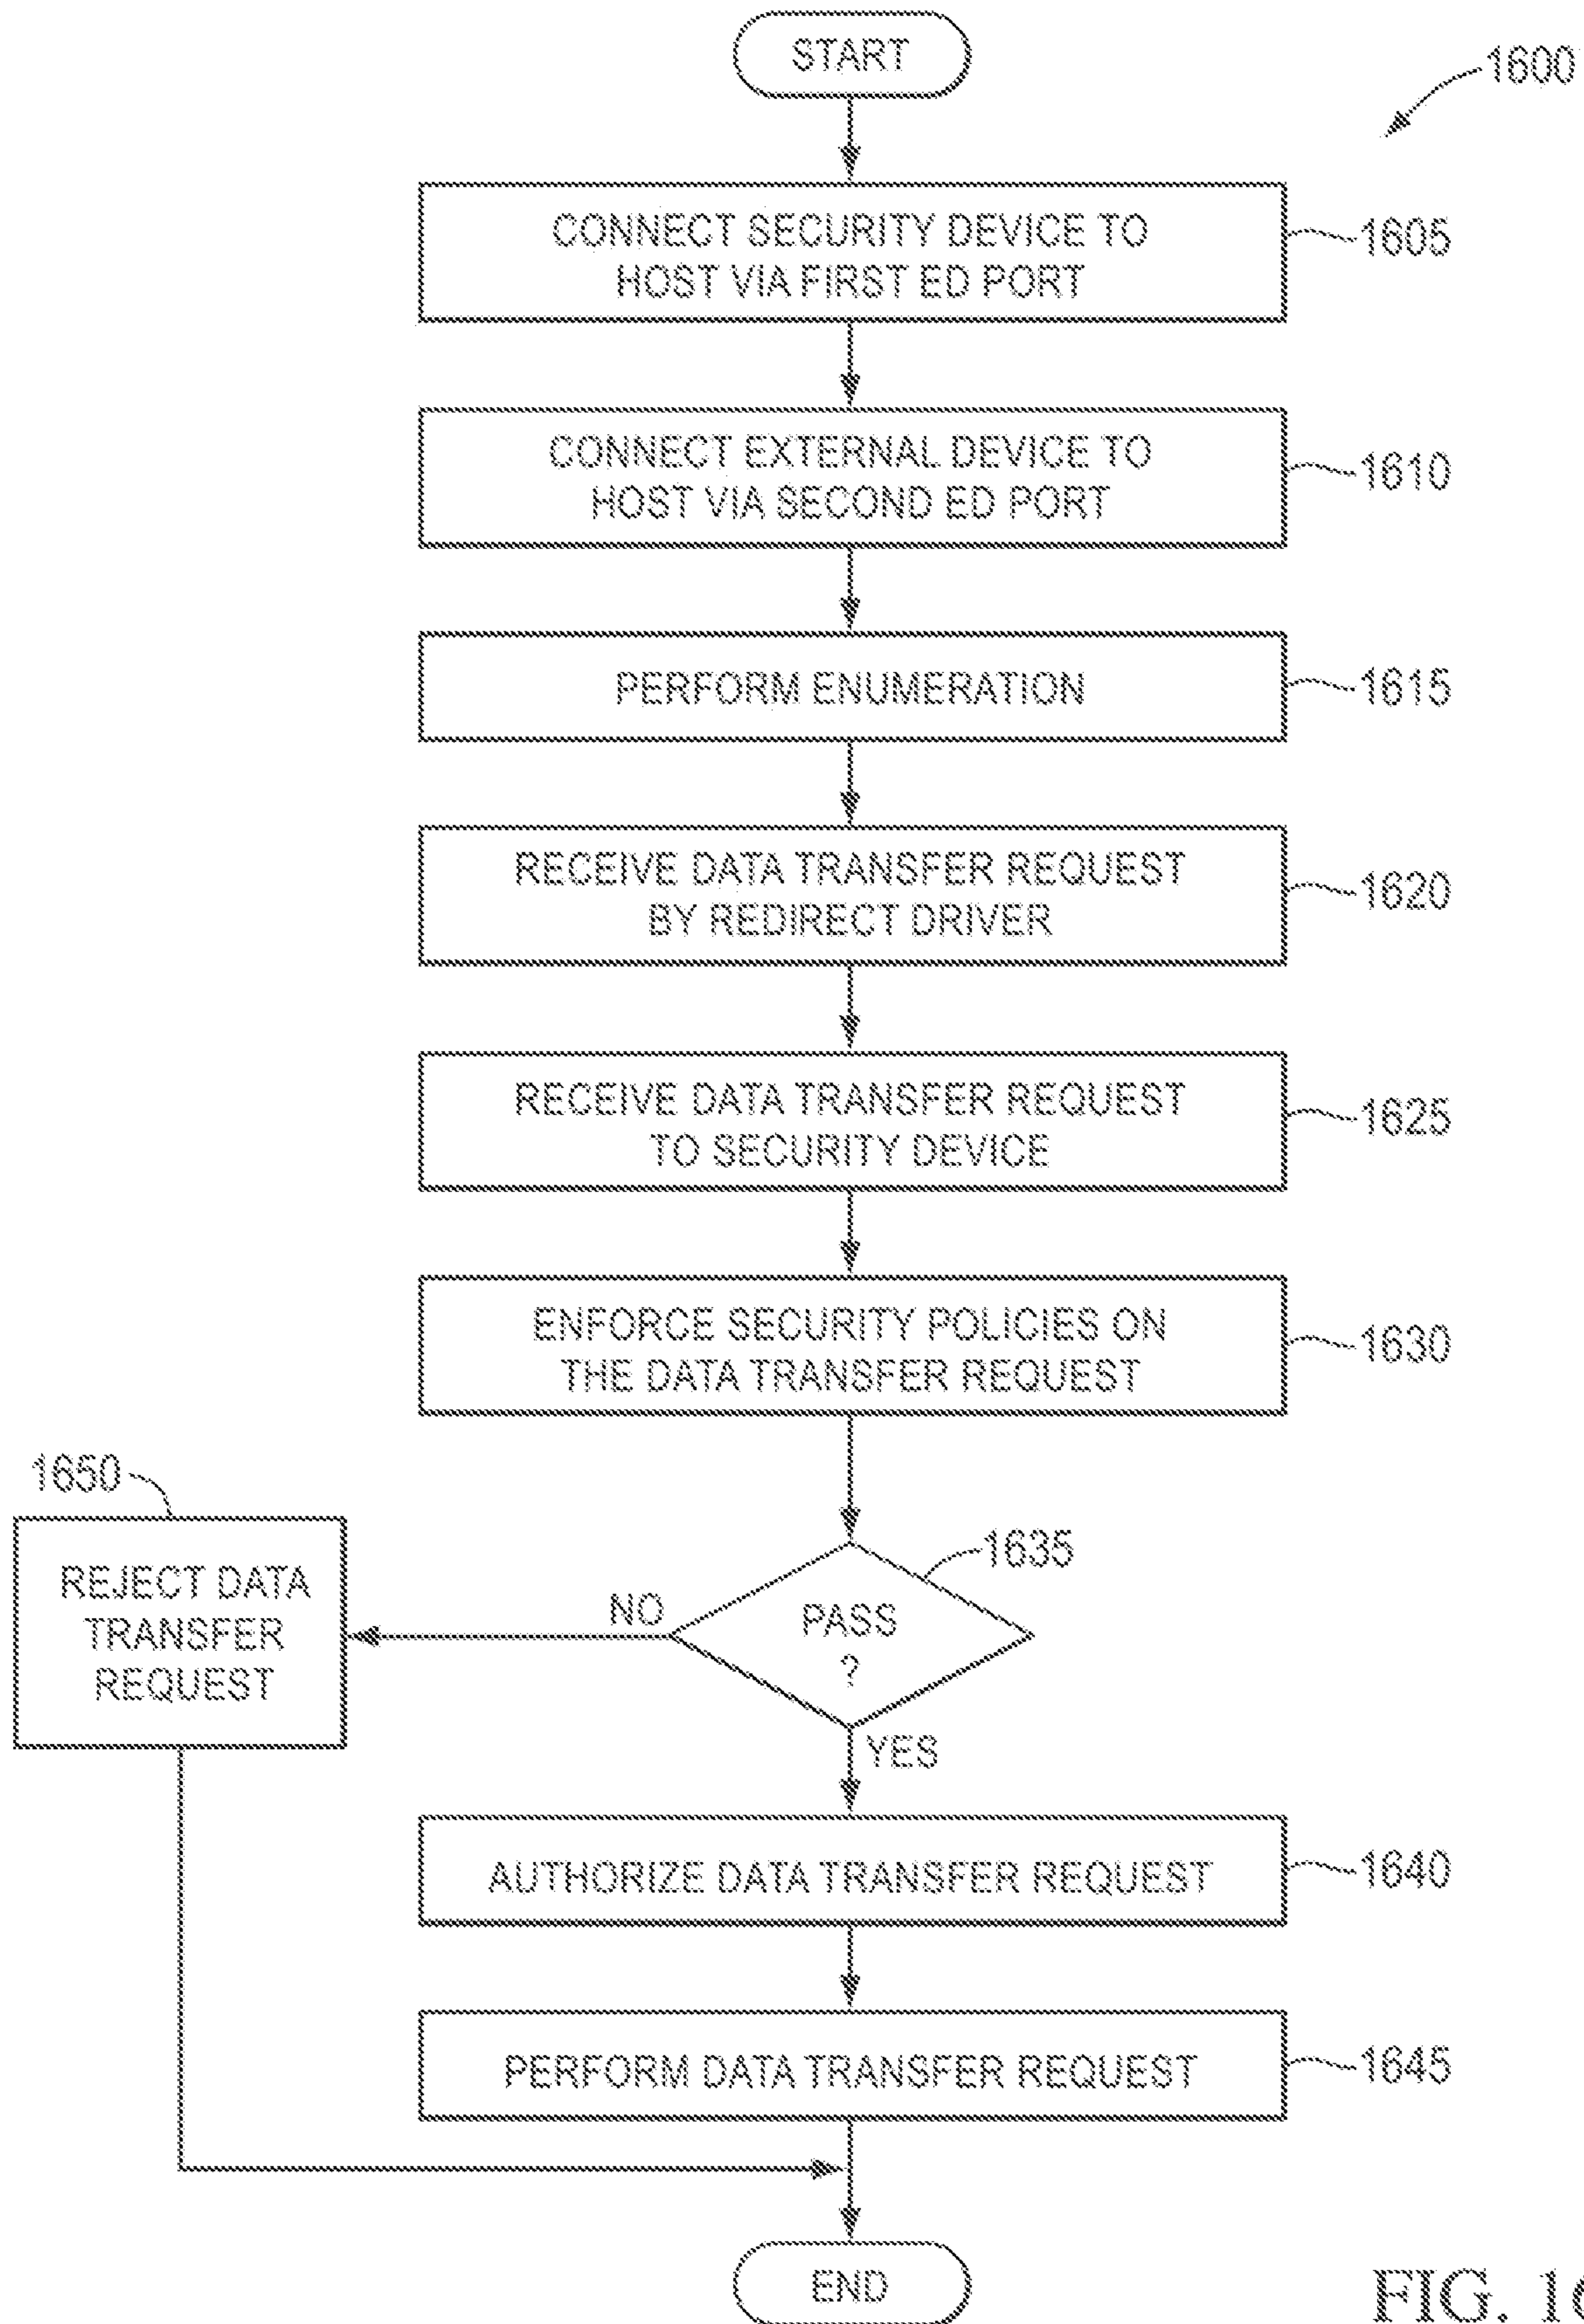 START
1600
CONNECT SECURITY DEVICE TO
HOST VIA FIRST ED PORT
1605
CONNECT EXTERNAL DEVICE TO
HOST VIA SECOND ED PORT
1610
PERFORM ENUMERATION
1615
RECEIVE DATA TRANSFER REQUEST
BY REDIRECT DRIVER
1620
RECEIVE DATA TRANSFER REQUEST
TO SECURITY DEVICE
1625
ENFORCE SECURITY POLICIES ON
THE DATA TRANSFER REQUEST
1630
1650
REJECT DATA
TRANSFER
REQUEST
NO
PASS
?
1635
YES
AUTHORIZE DATA TRANSFER REQUEST
1640
PERFORM DATA TRANSFER REQUEST
1645
END
FIG. 16